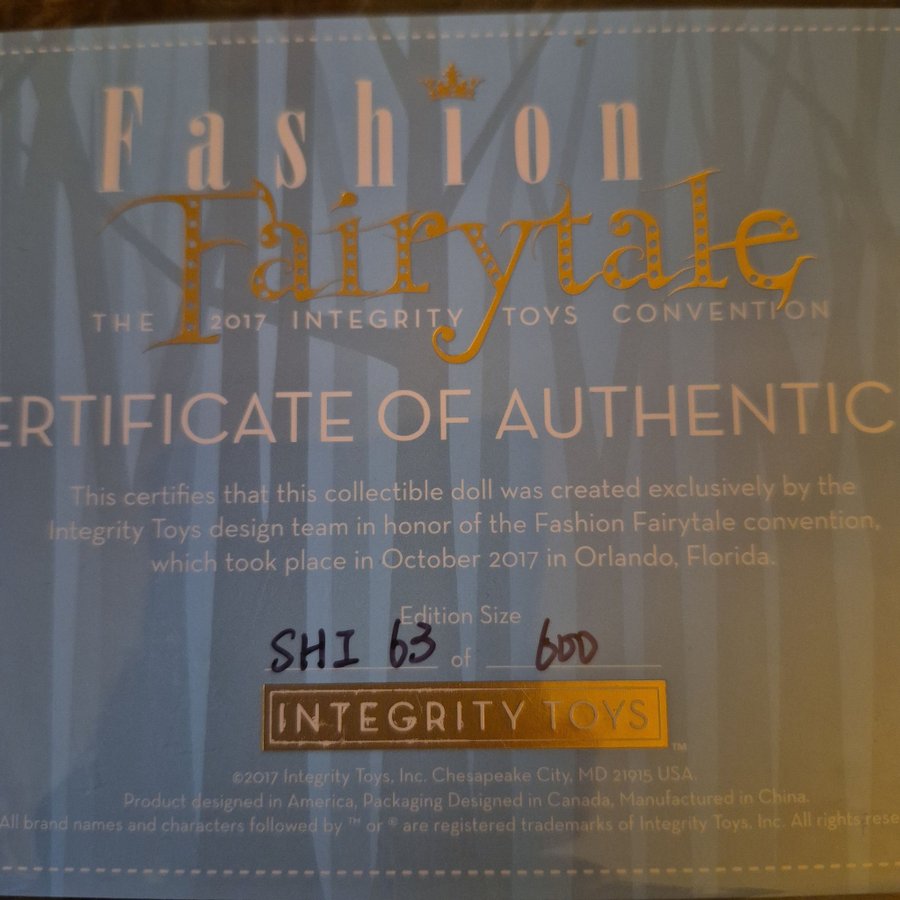 Fashion
Fairytale
THE 2017 INTEGRITY TOYS CONVENTION
ERTIFICATE OF AUTHENTIC
This certifies that this collectible doll was created exclusively by the
Integrity Toys design team in honor of the Fashion Fairytale convention,
which took place in October 2017 in Orlando, Florida.
Edition Size
SHI 63 of 600
INTEGRITY TOYS ™
©2017 Integrity Toys, Inc. Chesapeake City, MD 21915 USA.
Product designed in America, Packaging Designed in Canada, Manufactured in China.
All brand names and characters followed by ™ or ® are registered trademarks of Integrity Toys, Inc. All rights rese